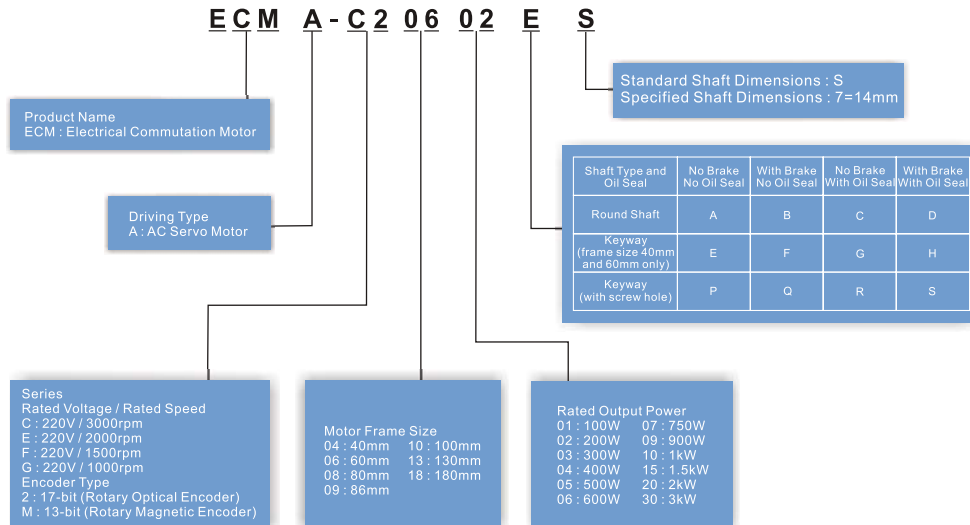 ECM A-C2 06 02 E S
Standard Shaft Dimensions : S
Specified Shaft Dimensions : 7=14mm
Product Name
ECM : Electrical Commutation Motor
Shaft Type and Oil Seal No Brake No Oil Seal With Brake No Oil Seal No Brake With Oil Seal With Brake With Oil Seal
Round Shaft A B C D
Keyway (frame size 40mm and 60mm only) E F G H
Keyway (with screw hole) P Q R S
Driving Type
A : AC Servo Motor
Series
Rated Voltage / Rated Speed
C : 220V / 3000rpm
E : 220V / 2000rpm
F : 220V / 1500rpm
G : 220V / 1000rpm
Encoder Type
2 : 17-bit (Rotary Optical Encoder)
M : 13-bit (Rotary Magnetic Encoder)
Motor Frame Size
04 : 40mm 10 : 100mm
06 : 60mm 13 : 130mm
08 : 80mm 18 : 180mm
09 : 86mm
Rated Output Power
01 : 100W 07 : 750W
02 : 200W 09 : 900W
03 : 300W 10 : 1kW
04 : 400W 15 : 1.5kW
05 : 500W 20 : 2kW
06 : 600W 30 : 3kW